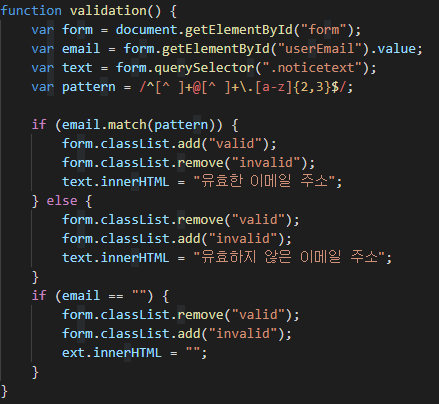 function validation() {
    var form = document.getElementById("form");
    var email = form.getElementById("userEmail").value;
    var text = form.querySelector(".noticetext");
    var pattern = /^[^ ]+@[^ ]+\.[a-z]{2,3}$/;
    if (email.match(pattern)) {
        form.classList.add("valid");
        form.classList.remove("invalid");
        text.innerHTML = "유효한 이메일 주소";
    } else {
        form.classList.remove("valid");
        form.classList.add("invalid");
        text.innerHTML = "유효하지 않은 이메일 주소";
    }
    if (email == "") {
        form.classList.remove("valid");
        form.classList.add("invalid");
        ext.innerHTML = "";
    }
}